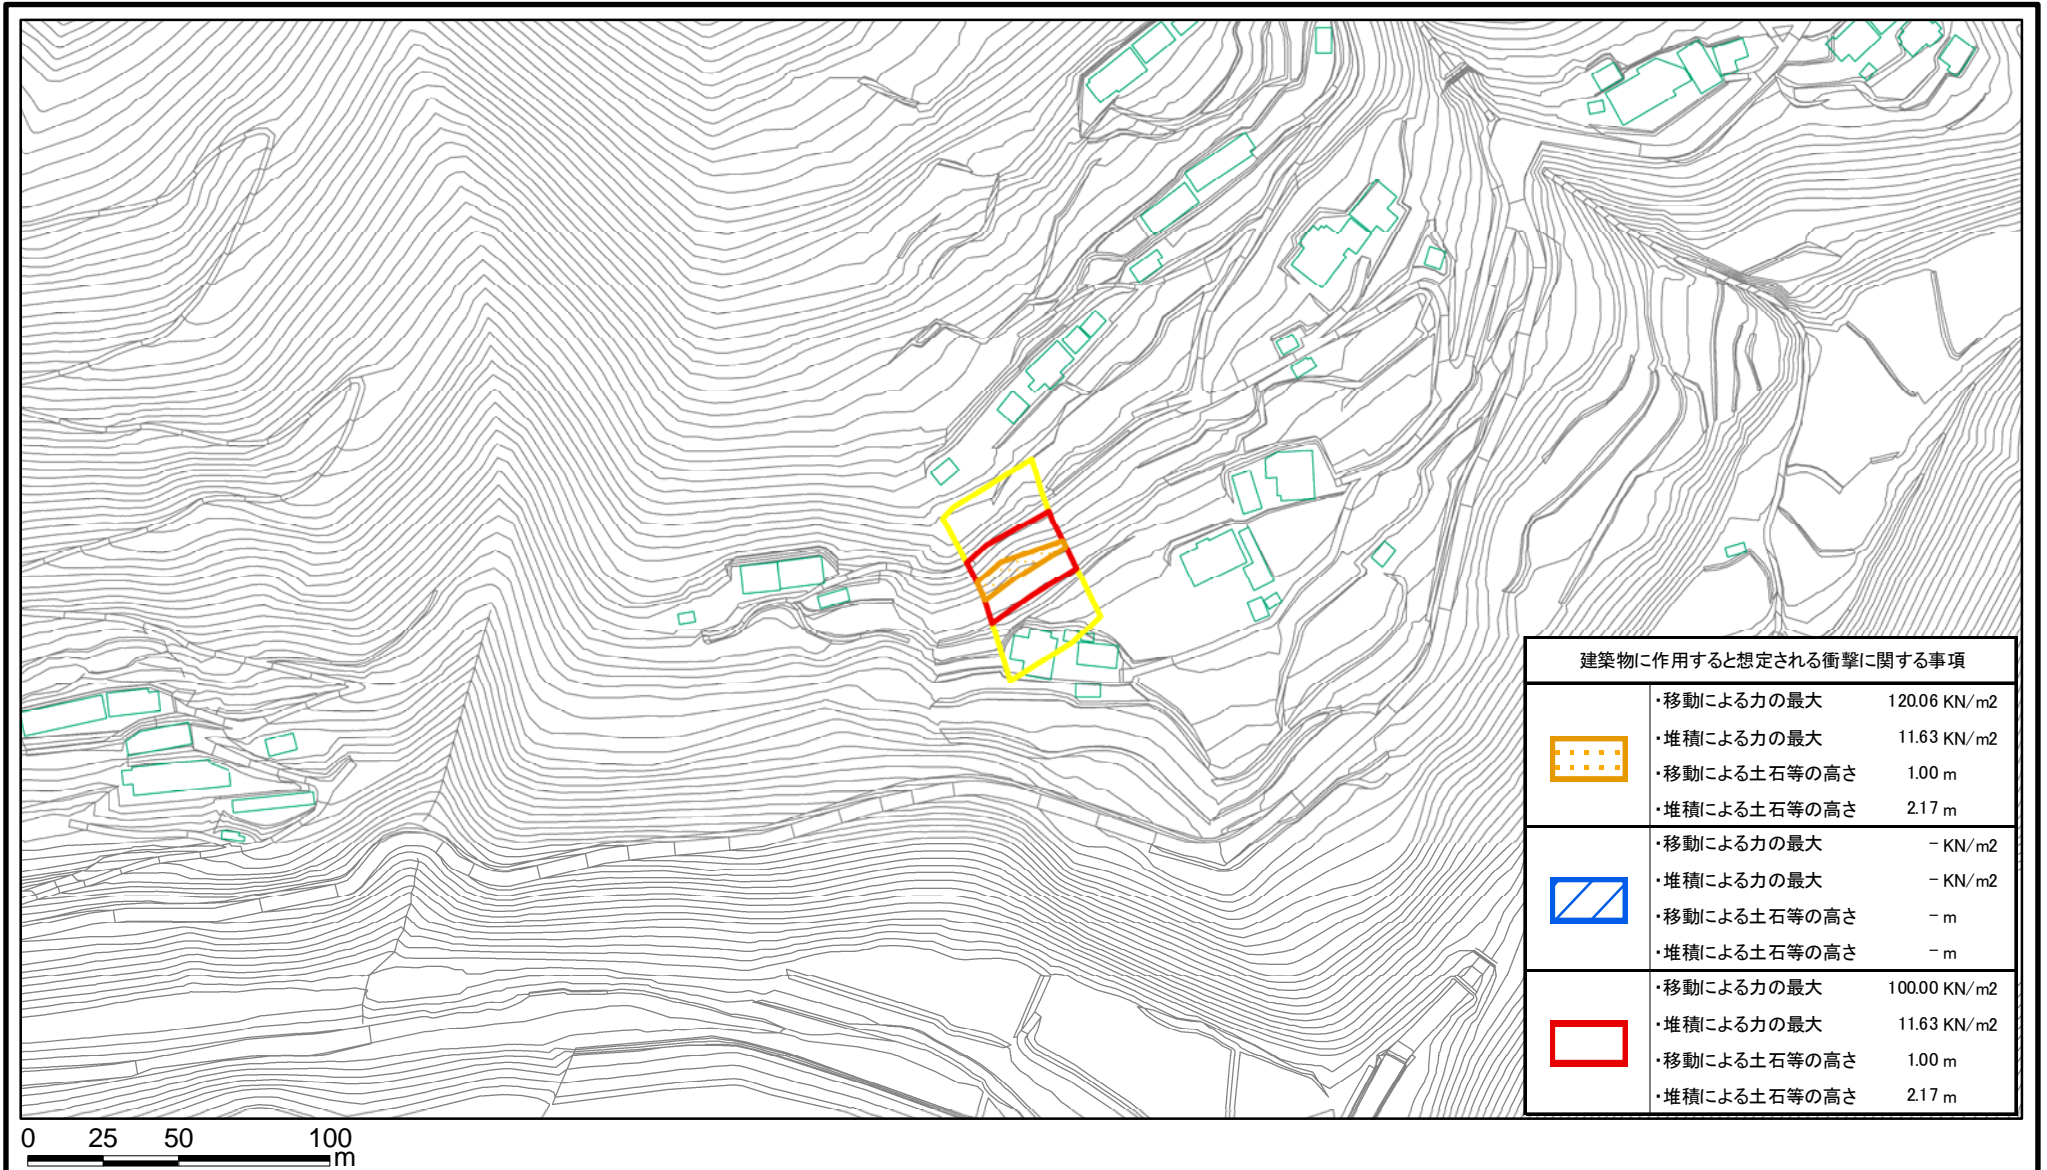 建築物に作用すると想定される衝撃に関する事項
・移動による力の最大 120.06 KN/m2
・堆積による力の最大 11.63 KN/m2
・移動による土石等の高さ 1.00 m
・堆積による土石等の高さ 2.17 m
・移動による力の最大 − KN/m2
・堆積による力の最大 − KN/m2
・移動による土石等の高さ − m
・堆積による土石等の高さ − m
・移動による力の最大 100.00 KN/m2
・堆積による力の最大 11.63 KN/m2
・移動による土石等の高さ 1.00 m
・堆積による土石等の高さ 2.17 m
0 25 50 100
m